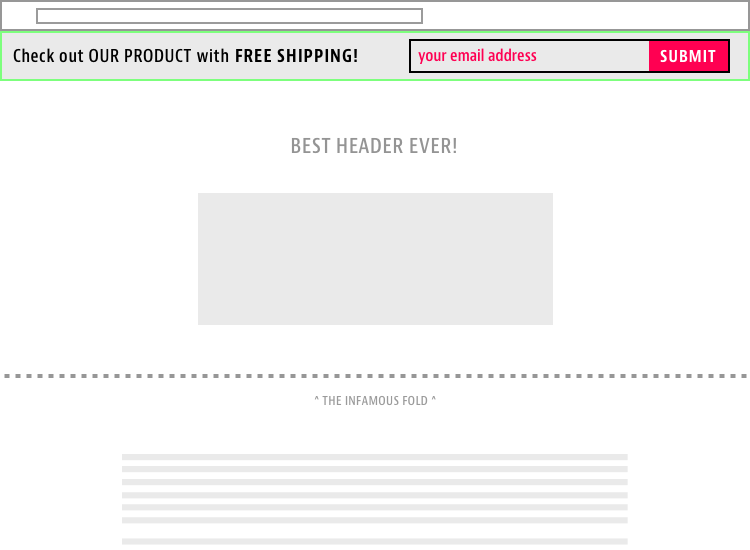 Check out OUR PRODUCT with FREE SHIPPING!
your email address
SUBMIT
BEST HEADER EVER!
^ THE INFAMOUS FOLD ^